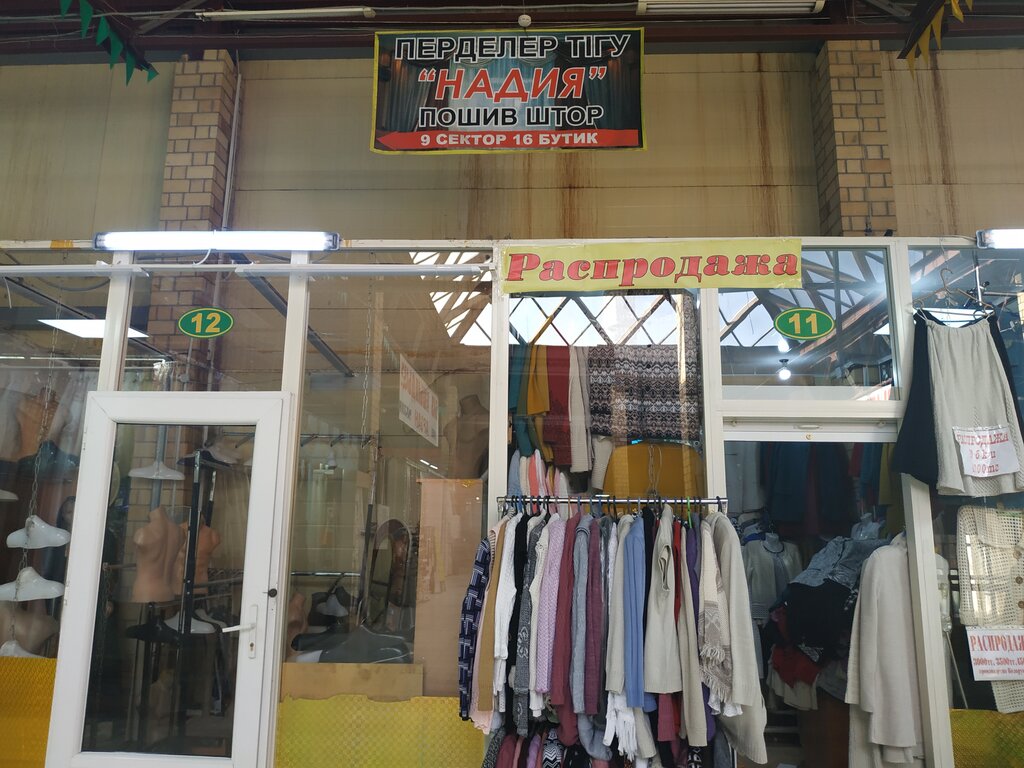 ПЕРДЕЛЕР ТІГУ
“НАДИЯ”
ПОШИВ ШТОР
9 СЕКТОР 16 БУТИК
Распродажа
12
11
РАСПРОДАЖА